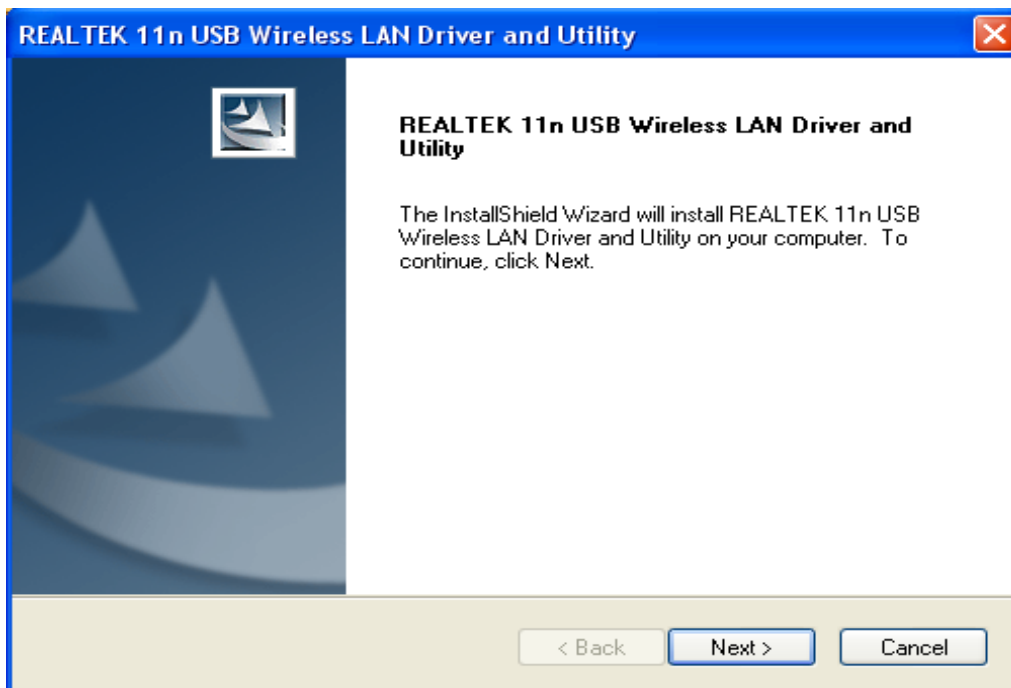 REALTEK 11n USB Wireless LAN Driver and Utility
REALTEK 11n USB Wireless LAN Driver and
Utility
The InstallShield Wizard will install REALTEK 11n USB
Wireless LAN Driver and Utility on your computer.  To
continue, click Next.
< Back
Next >
Cancel